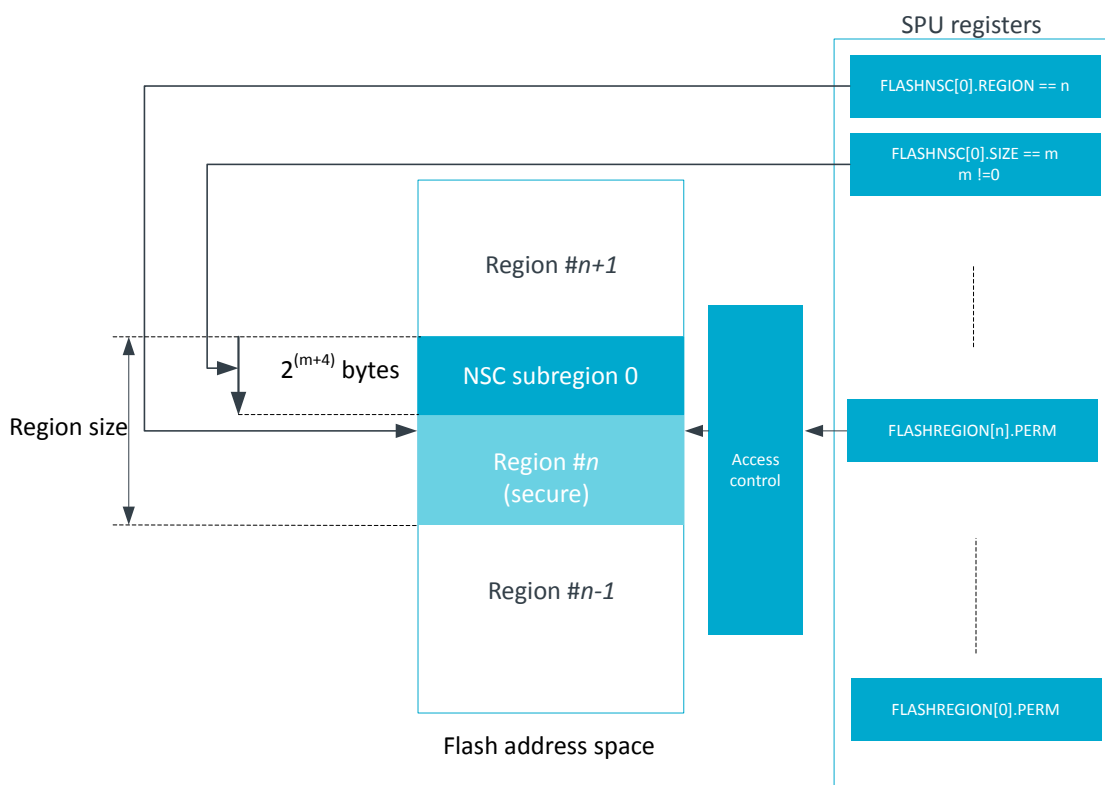 SPU registers
FLASHNSC[0].REGION == n
FLASHNSC[0].SIZE == m
m !=0
Region #n+1
2^(m+4) bytes
NSC subregion 0
Region size
FLASHREGION[n].PERM
Region #n
(secure)
Access
control
Region #n-1
FLASHREGION[0].PERM
Flash address space